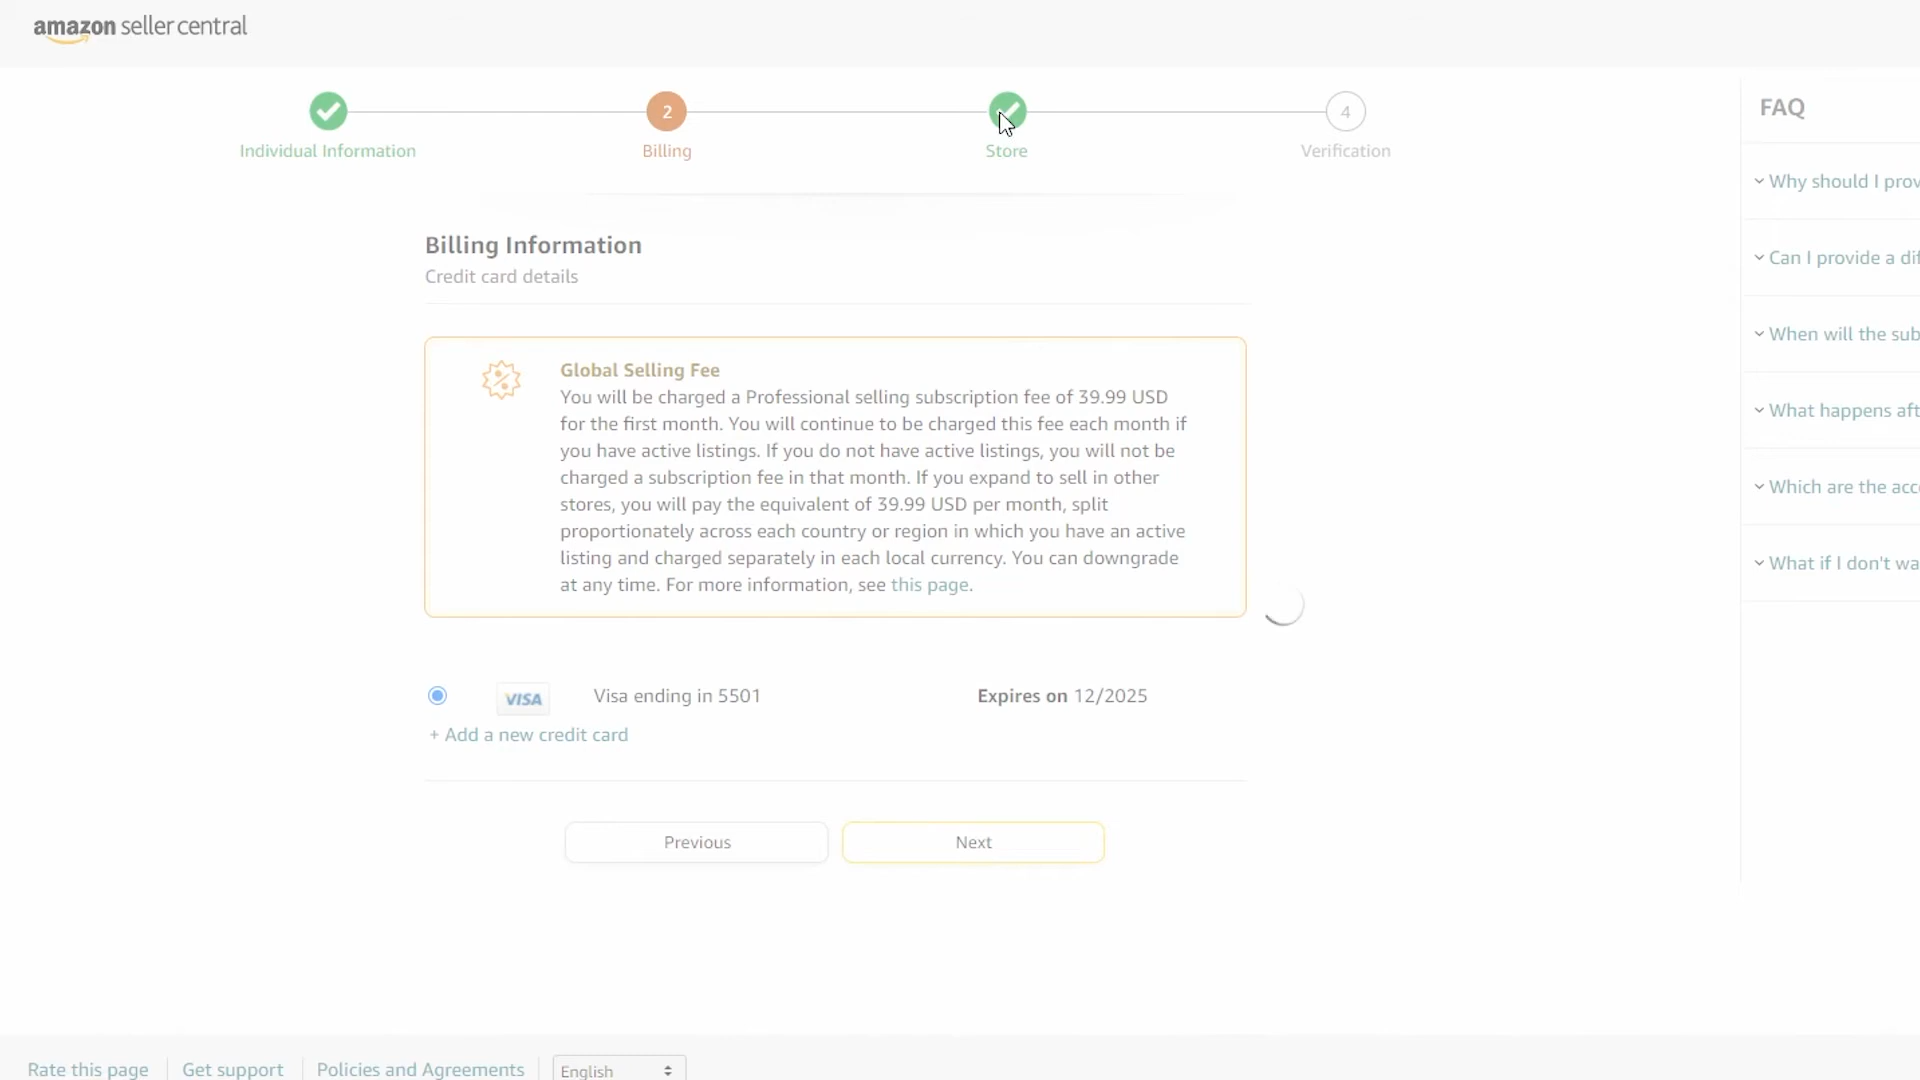 amazon seller central
2
4
Individual Information
Billing
Store
Verification
FAQ
Why should I prov
Can I provide a dif
When will the sub
What happens aft
Which are the acc
What if I don't wa
Billing Information
Credit card details
Global Selling Fee
You will be charged a Professional selling subscription fee of 39.99 USD
for the first month. You will continue to be charged this fee each month if
you have active listings. If you do not have active listings, you will not be
charged a subscription fee in that month. If you expand to sell in other
stores, you will pay the equivalent of 39.99 USD per month, split
proportionately across each country or region in which you have an active
listing and charged separately in each local currency. You can downgrade
at any time. For more information, see this page.
VISA Visa ending in 5501 Expires on 12/2025
+ Add a new credit card
Previous
Next
Rate this page
Get support
Policies and Agreements
English